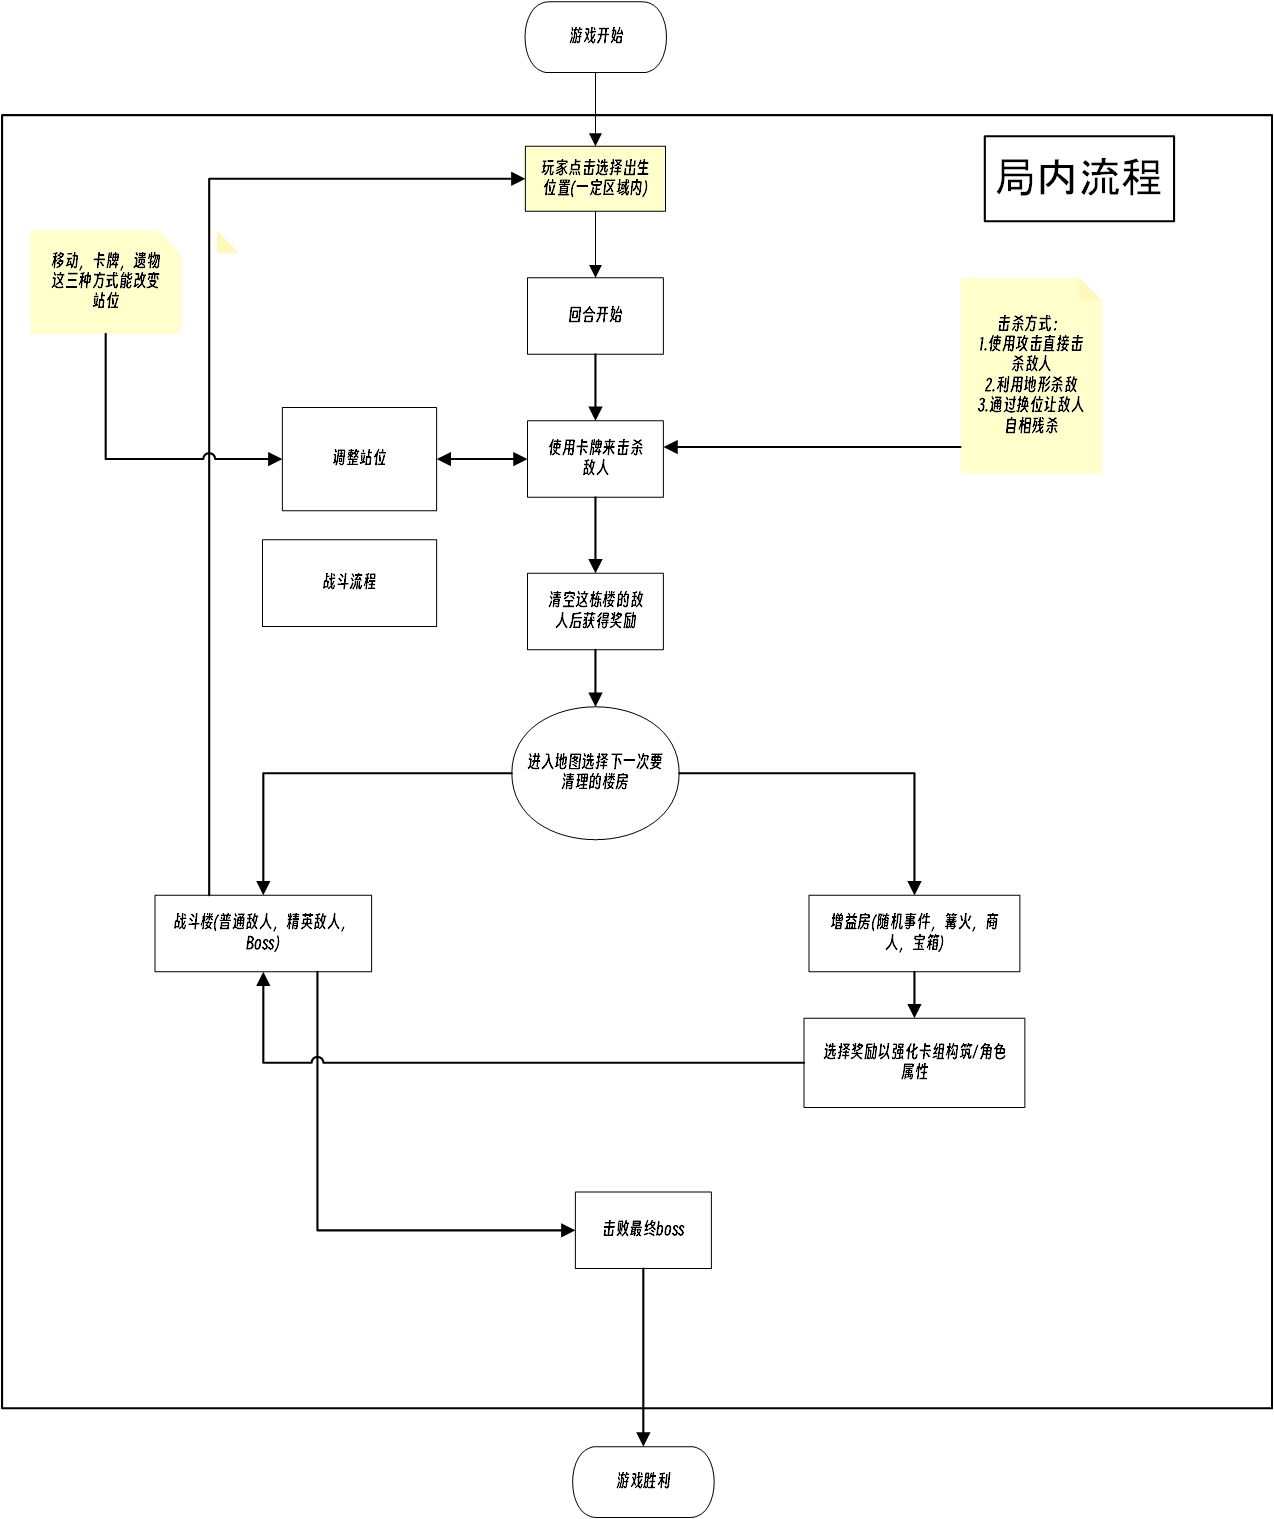 游戏开始
局内流程
玩家点击选择出生
位置(一定区域内)
移动，卡牌，遗物
这三种方式能改变
站位
回合开始
击杀方式：
1.使用攻击直接击
杀敌人
2.利用地形杀敌
3.通过换位让敌人
自相残杀
调整站位
使用卡牌来击杀
敌人
战斗流程
清空这栋楼的敌
人后获得奖励
进入地图选择下一次要
清理的楼房
战斗楼(普通敌人，精英敌人，
Boss)
增益房(随机事件，篝火，商
人，宝箱)
选择奖励以强化卡组构筑/角色
属性
击败最终boss
游戏胜利